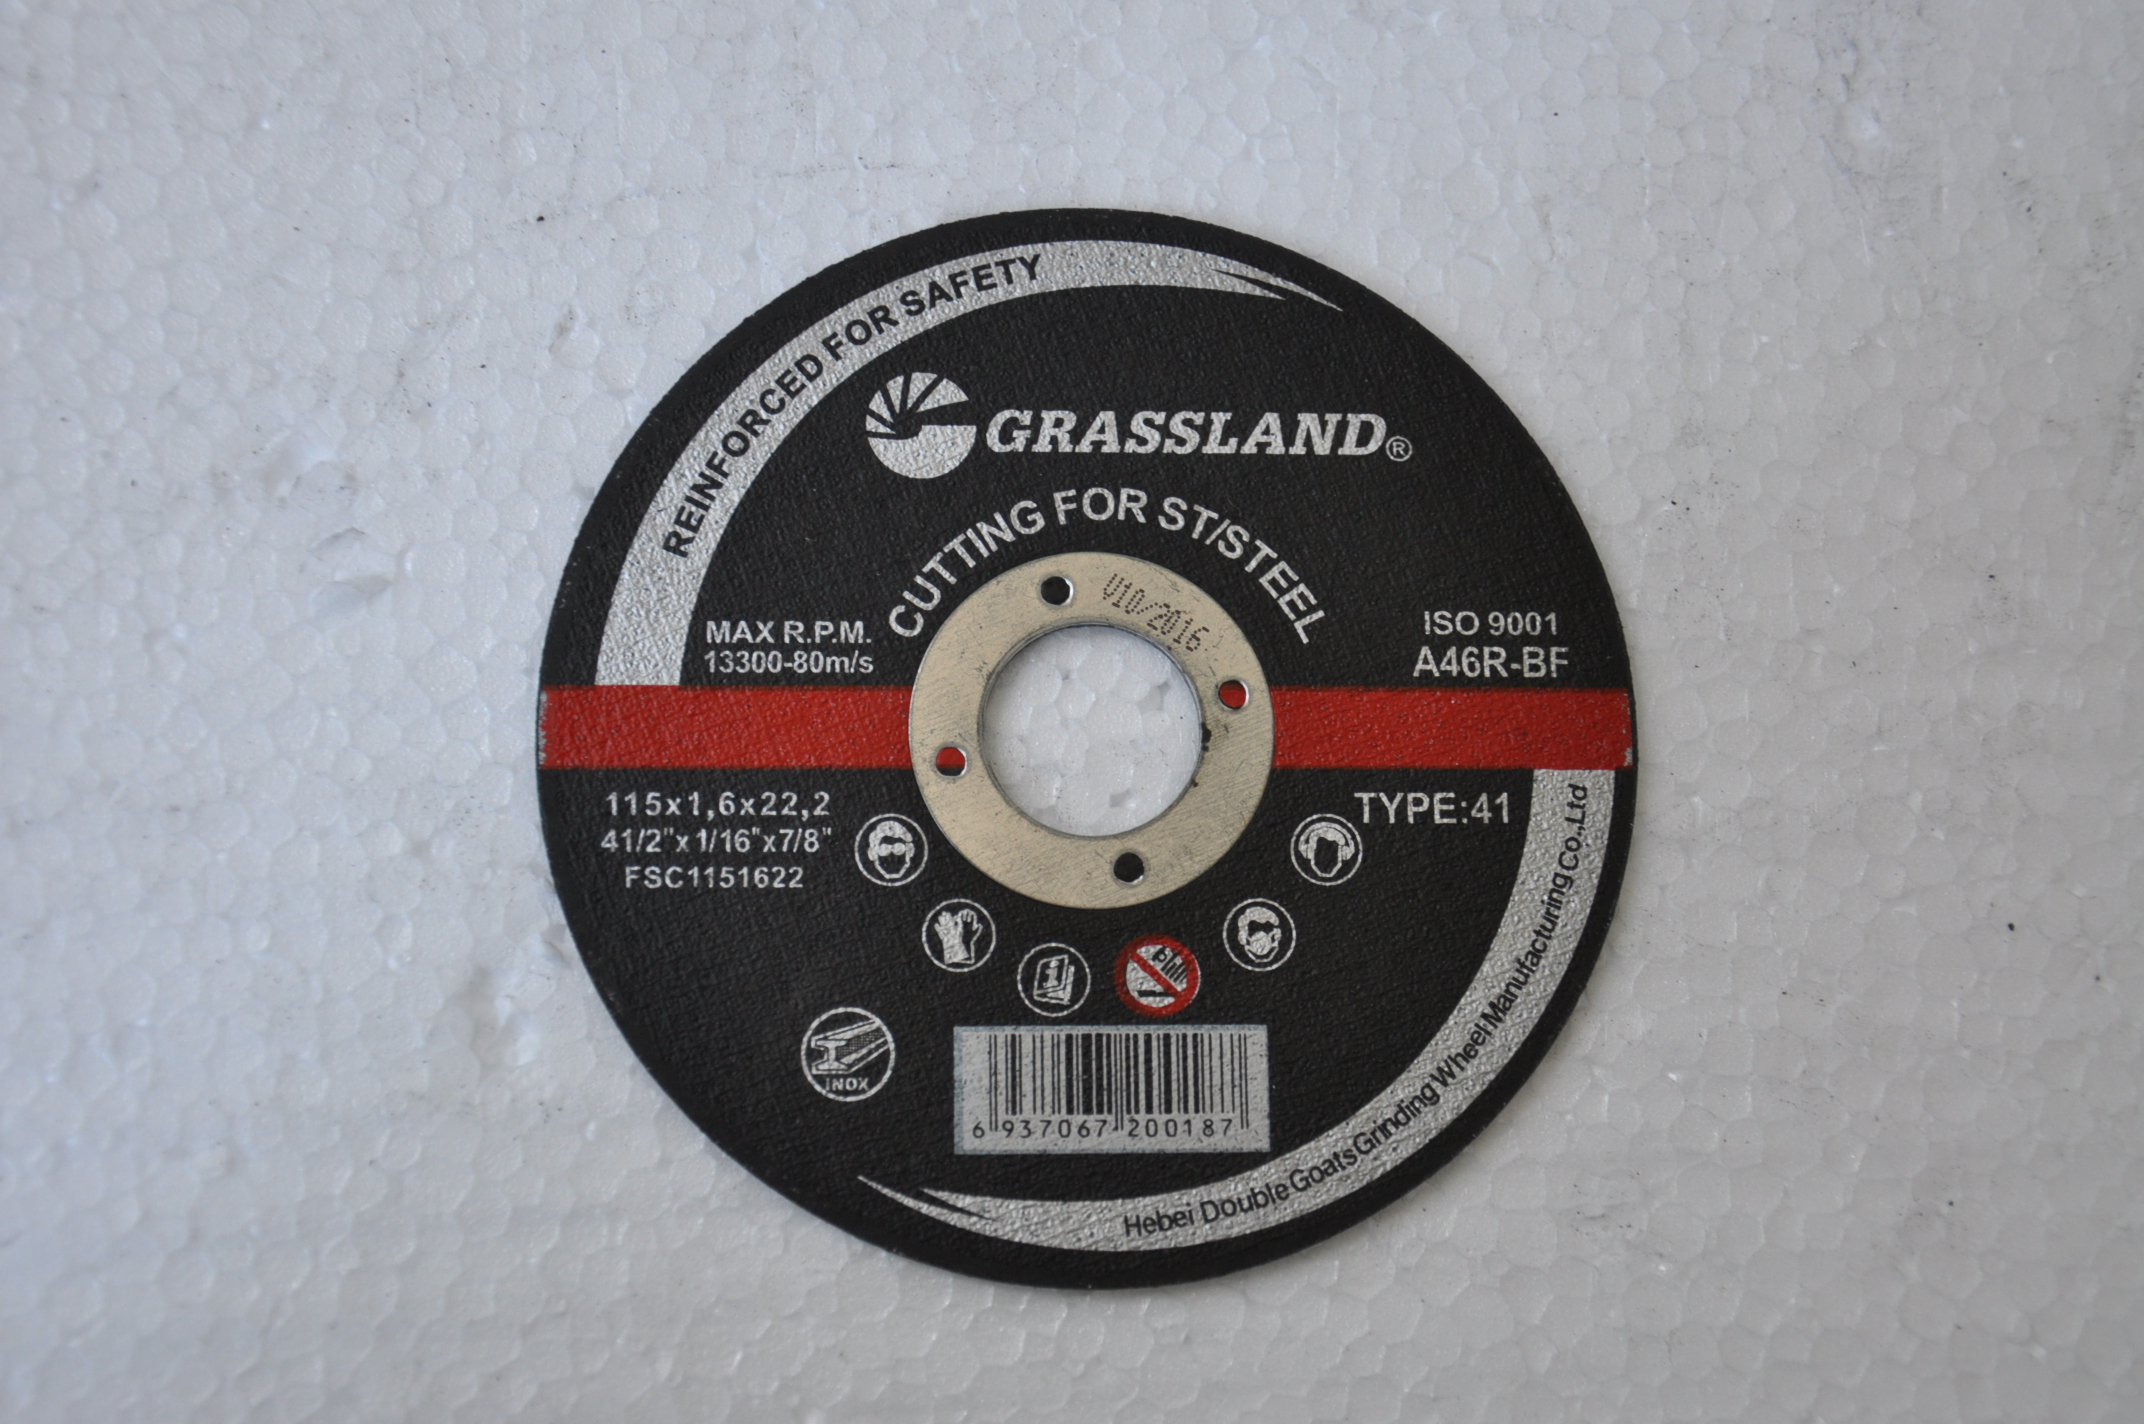 REINFORCED FOR SAFETY
GRASSLAND®
CUTTING FOR ST/STEEL
V10/2016
MAX R.P.M.
13300-80m/s
ISO 9001
A46R-BF
115x1,6x22,2
41/2"x1/16"x7/8"
FSC1151622
TYPE:41
INOX
6 937067 200187
Hebei Double Goats Grinding Wheel Manufacturing Co.,Ltd